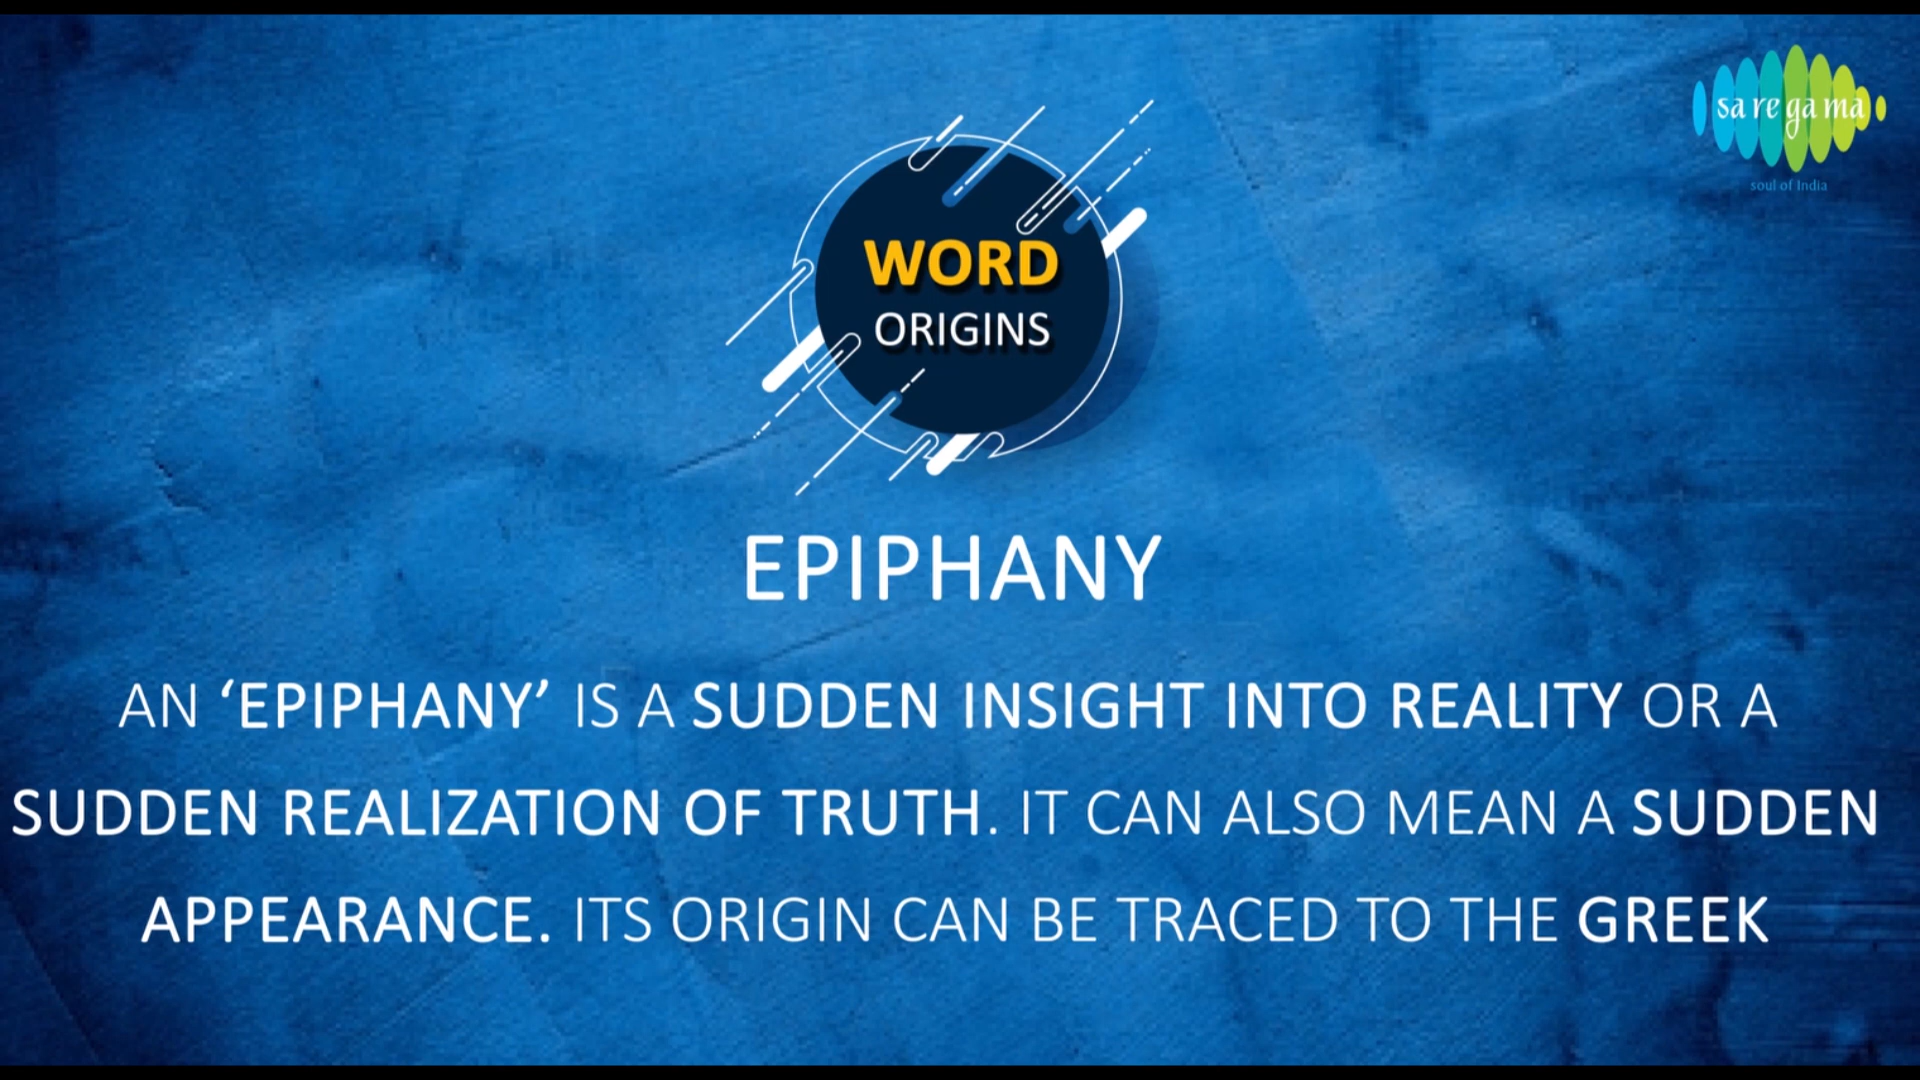 sa re ga ma
soul of India
WORD
ORIGINS
EPIPHANY
AN ‘EPIPHANY’ IS A SUDDEN INSIGHT INTO REALITY OR A
SUDDEN REALIZATION OF TRUTH. IT CAN ALSO MEAN A SUDDEN
APPEARANCE. ITS ORIGIN CAN BE TRACED TO THE GREEK